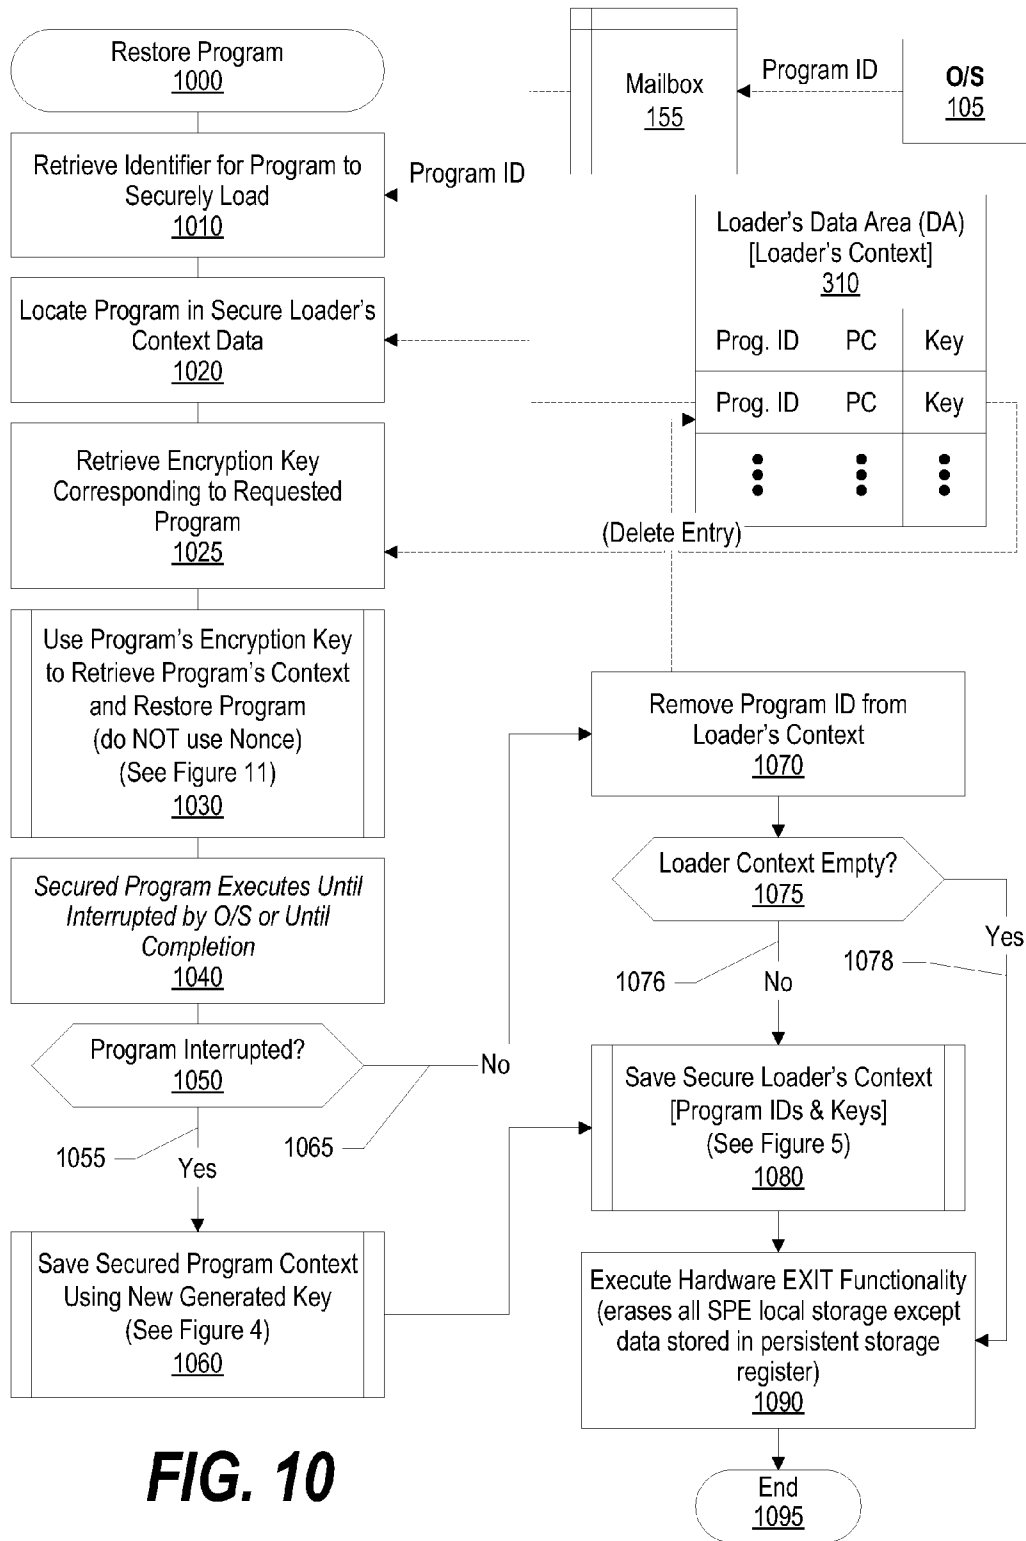 Restore Program
1000
Retrieve Identifier for Program to
Securely Load
1010
Locate Program in Secure Loader's
Context Data
1020
Retrieve Encryption Key
Corresponding to Requested
Program
1025
Use Program's Encryption Key
to Retrieve Program's Context
and Restore Program
(do NOT use Nonce)
(See Figure 11)
1030
Secured Program Executes Until
Interrupted by O/S or Until
Completion
1040
Program Interrupted?
1050
1055
Yes
1065
No
Save Secured Program Context
Using New Generated Key
(See Figure 4)
1060
Mailbox
155
Program ID
O/S
105
Program ID
Loader's Data Area (DA)
[Loader's Context]
310
Prog. ID PC Key
Prog. ID PC Key
(Delete Entry)
Remove Program ID from
Loader's Context
1070
Loader Context Empty?
1075
1076
No
1078
Yes
Save Secure Loader's Context
[Program IDs & Keys]
(See Figure 5)
1080
Execute Hardware EXIT Functionality
(erases all SPE local storage except
data stored in persistent storage
register)
1090
End
1095
FIG. 10